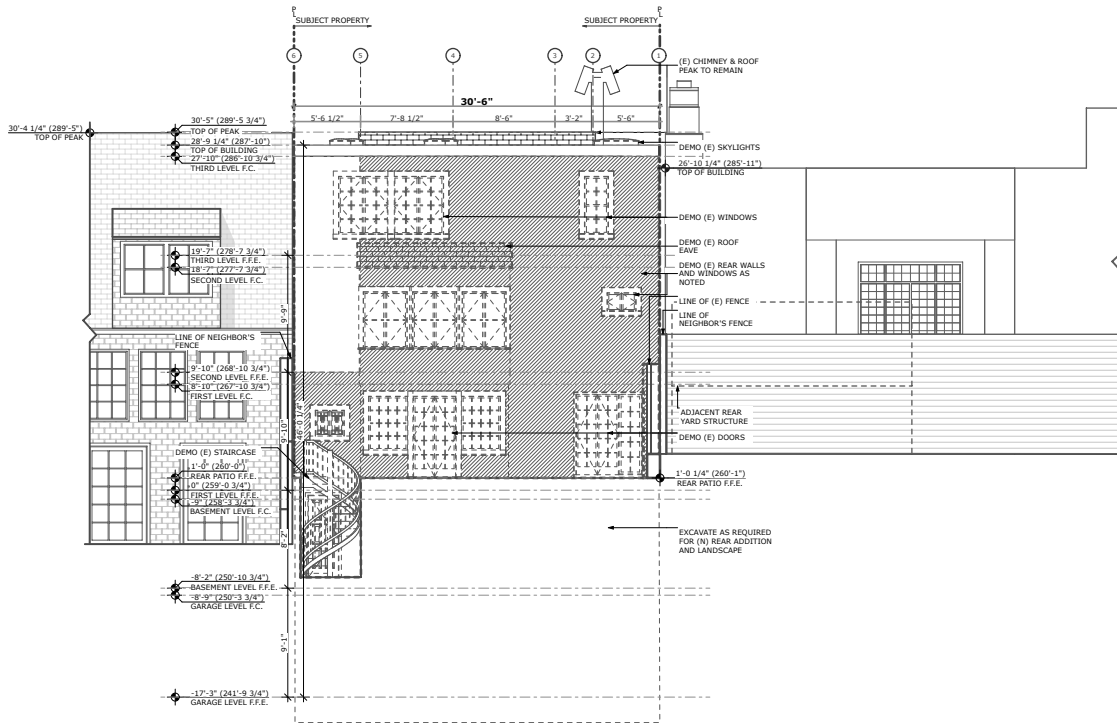 P
L
P
L
SUBJECT PROPERTY
SUBJECT PROPERTY
6
5
4
3
2
1
(E) CHIMNEY & ROOF
PEAK TO REMAIN
30'-6"
5'-6 1/2"
7'-8 1/2"
8'-6"
3'-2"
5'-6"
30'-4 1/4" (289'-5")
TOP OF PEAK
30'-5" (289'-5 3/4")
TOP OF PEAK
28'-9 1/4" (287'-10")
TOP OF BUILDING
27'-10" (286'-10 3/4")
THIRD LEVEL F.C.
DEMO (E) SKYLIGHTS
26'-10 1/4" (285'-11")
TOP OF BUILDING
DEMO (E) WINDOWS
DEMO (E) ROOF
EAVE
19'-7" (278'-7 3/4")
THIRD LEVEL F.F.E.
18'-7" (277'-7 3/4")
SECOND LEVEL F.C.
DEMO (E) REAR WALLS
AND WINDOWS AS
NOTED
LINE OF (E) FENCE
LINE OF
NEIGHBOR'S FENCE
9'-9"
LINE OF NEIGHBOR'S
FENCE
9'-10" (268'-10 3/4")
SECOND LEVEL F.F.E.
8'-10" (267'-10 3/4")
FIRST LEVEL F.C.
46'-0 1/4"
9'-10"
ADJACENT REAR
YARD STRUCTURE
DEMO (E) DOORS
DEMO (E) STAIRCASE
1'-0" (260'-0")
REAR PATIO F.F.E.
0" (259'-0 3/4")
FIRST LEVEL F.F.E.
-9" (258'-3 3/4")
BASEMENT LEVEL F.C.
1'-0 1/4" (260'-1")
REAR PATIO F.F.E.
8'-2"
EXCAVATE AS REQUIRED
FOR (N) REAR ADDITION
AND LANDSCAPE
-8'-2" (250'-10 3/4")
BASEMENT LEVEL F.F.E.
-8'-9" (250'-3 3/4")
GARAGE LEVEL F.C.
9'-1"
-17'-3" (241'-9 3/4")
GARAGE LEVEL F.F.E.